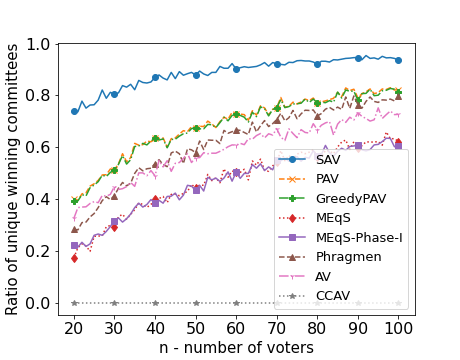 Ratio of unique winning committees
1.0
0.8
0.6
0.4
0.2
0.0
SAV
PAV
GreedyPAV
MEqS
MEqS-Phase-I
Phragmen
AV
CCAV
20 30 40 50 60 70 80 90 100
n - number of voters